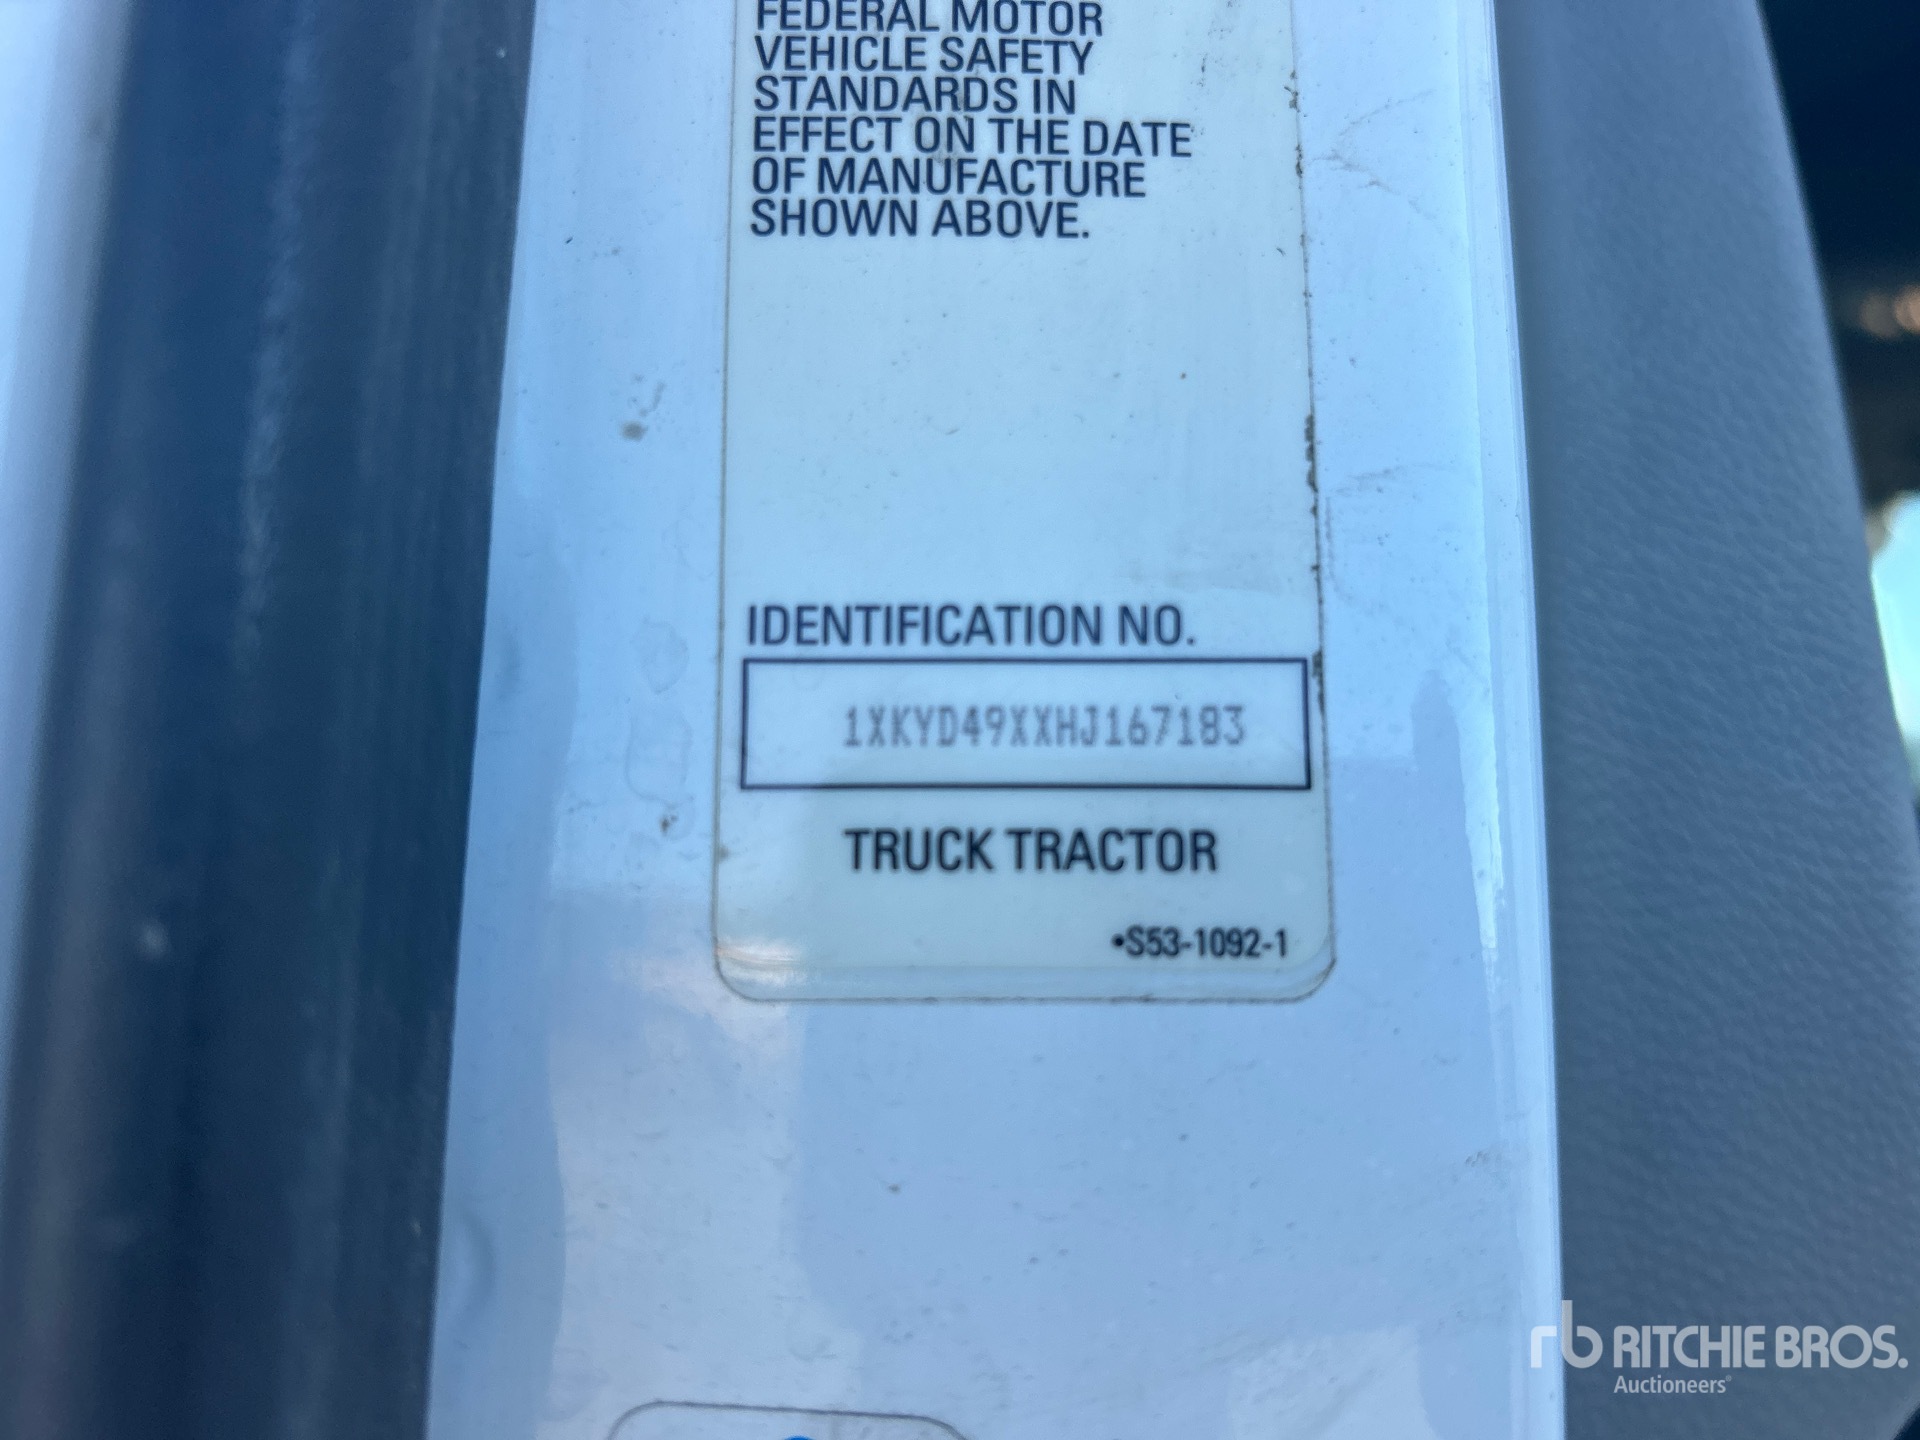 FEDERAL MOTOR
VEHICLE SAFETY
STANDARDS IN
EFFECT ON THE DATE
OF MANUFACTURE
SHOWN ABOVE.
IDENTIFICATION NO.
1XKYD49XXHJ167183
TRUCK TRACTOR
•S53-1092-1
rb RITCHIE BROS.
Auctioneers